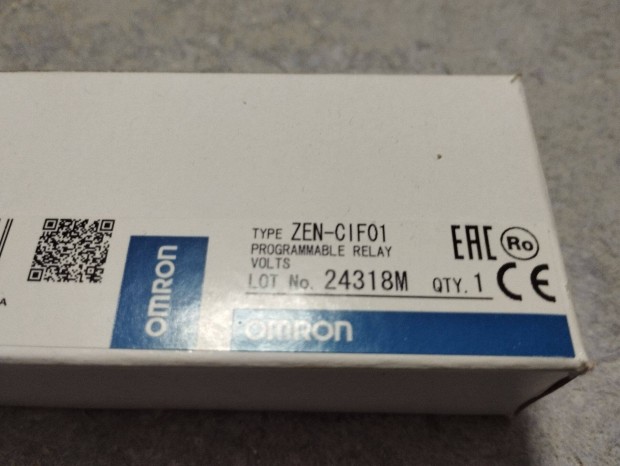 TYPE ZEN-CIF01
PROGRAMMABLE RELAY
VOLTS
LOT No. 24318M QTY. 1
EAC Ro
CE
OMRON
OMRON
A